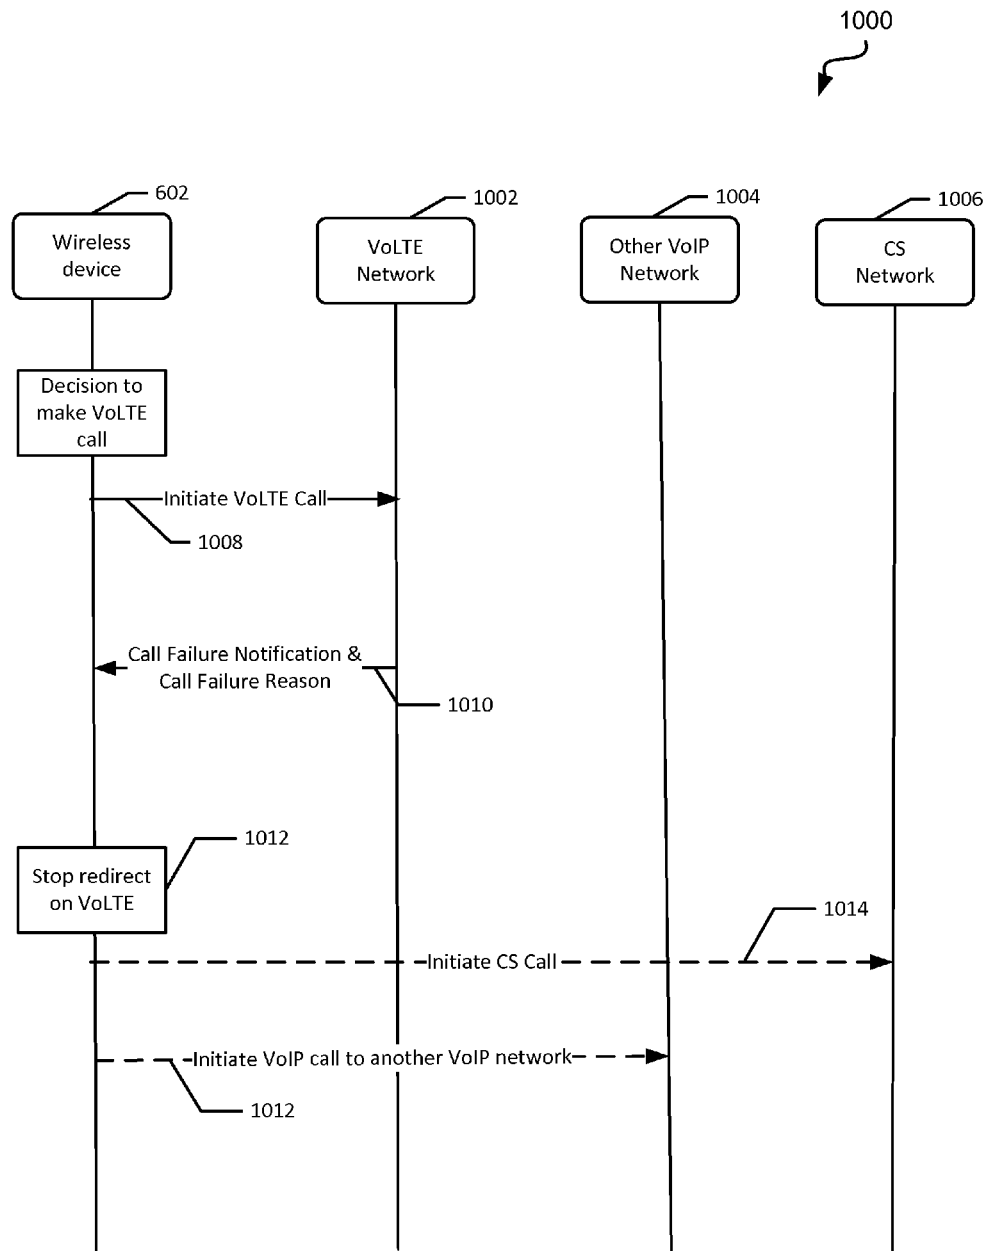 1000
602
1002
1004
1006
Wireless
device
VoLTE
Network
Other VoIP
Network
CS
Network
Decision to
make VoLTE
call
Initiate VoLTE Call
1008
Call Failure Notification &
Call Failure Reason
1010
1012
Stop redirect
on VoLTE
1014
Initiate CS Call
Initiate VoIP call to another VoIP network
1012